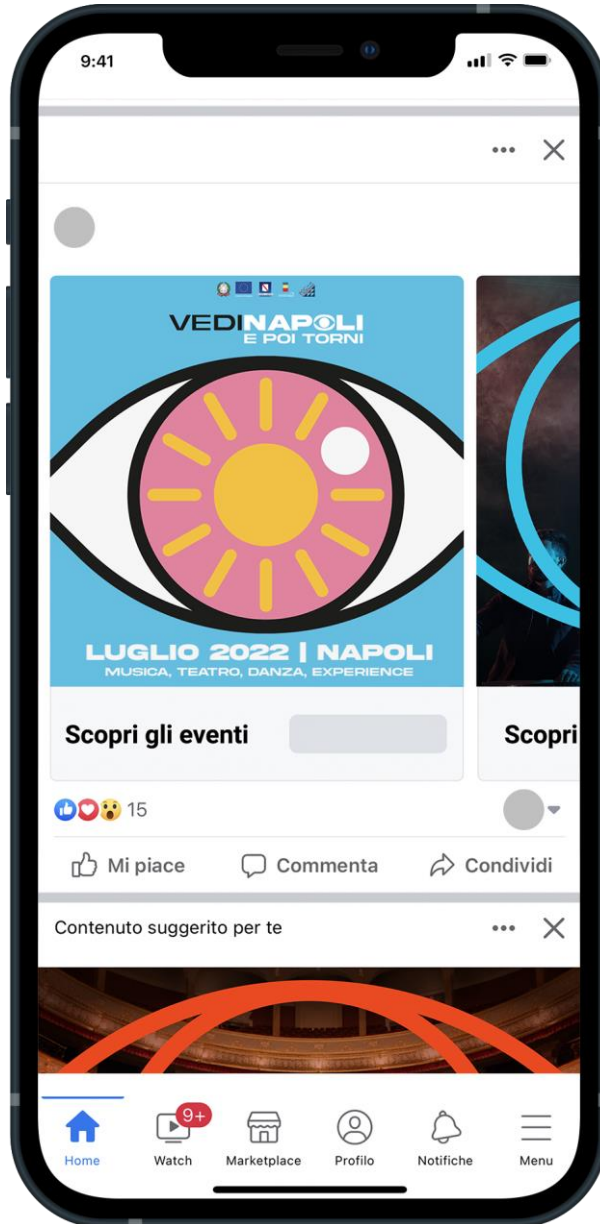 9:41
VEDINAPOLI
E POI TORNI
LUGLIO 2022 | NAPOLI
MUSICA, TEATRO, DANZA, EXPERIENCE
Scopri gli eventi
Scopri
15
Mi piace
Commenta
Condividi
Contenuto suggerito per te
9+
Home
Watch
Marketplace
Profilo
Notifiche
Menu